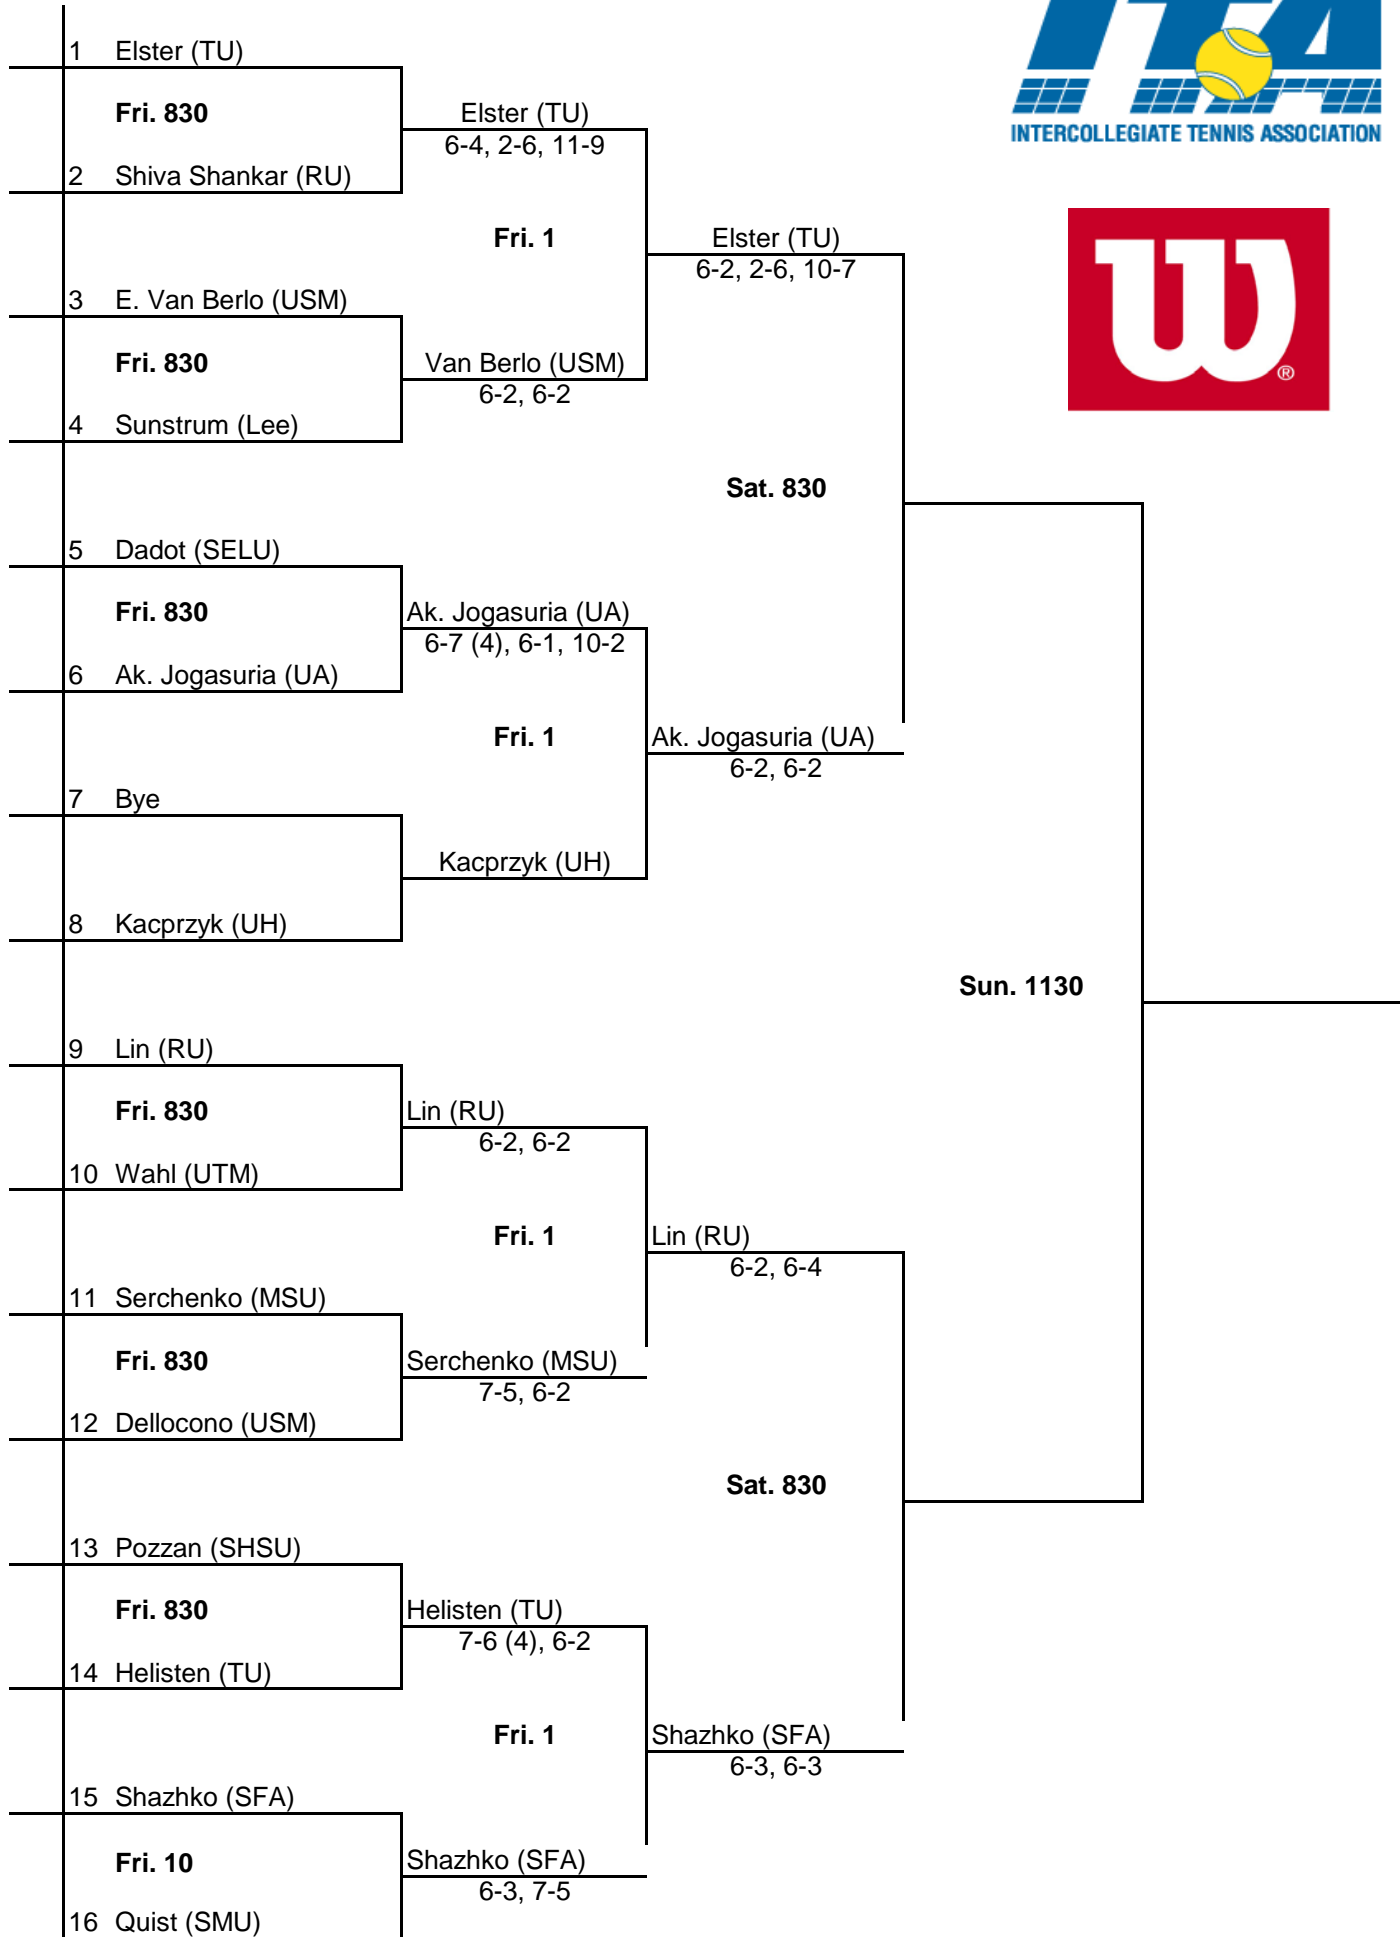 ITA
INTERCOLLEGIATE TENNIS ASSOCIATION
1 Elster (TU)
Fri. 830
Elster (TU)
6-4, 2-6, 11-9
2 Shiva Shankar (RU)
W®
Fri. 1
Elster (TU)
6-2, 2-6, 10-7
3 E. Van Berlo (USM)
Fri. 830
Van Berlo (USM)
6-2, 6-2
4 Sunstrum (Lee)
Sat. 830
5 Dadot (SELU)
Fri. 830
Ak. Jogasuria (UA)
6-7 (4), 6-1, 10-2
6 Ak. Jogasuria (UA)
Fri. 1
Ak. Jogasuria (UA)
6-2, 6-2
7 Bye
Kacprzyk (UH)
8 Kacprzyk (UH)
Sun. 1130
9 Lin (RU)
Fri. 830
Lin (RU)
6-2, 6-2
10 Wahl (UTM)
Fri. 1
Lin (RU)
6-2, 6-4
11 Serchenko (MSU)
Fri. 830
Serchenko (MSU)
7-5, 6-2
12 Dellocono (USM)
Sat. 830
13 Pozzan (SHSU)
Fri. 830
Helisten (TU)
7-6 (4), 6-2
14 Helisten (TU)
Fri. 1
Shazhko (SFA)
6-3, 6-3
15 Shazhko (SFA)
Fri. 10
Shazhko (SFA)
6-3, 7-5
16 Quist (SMU)